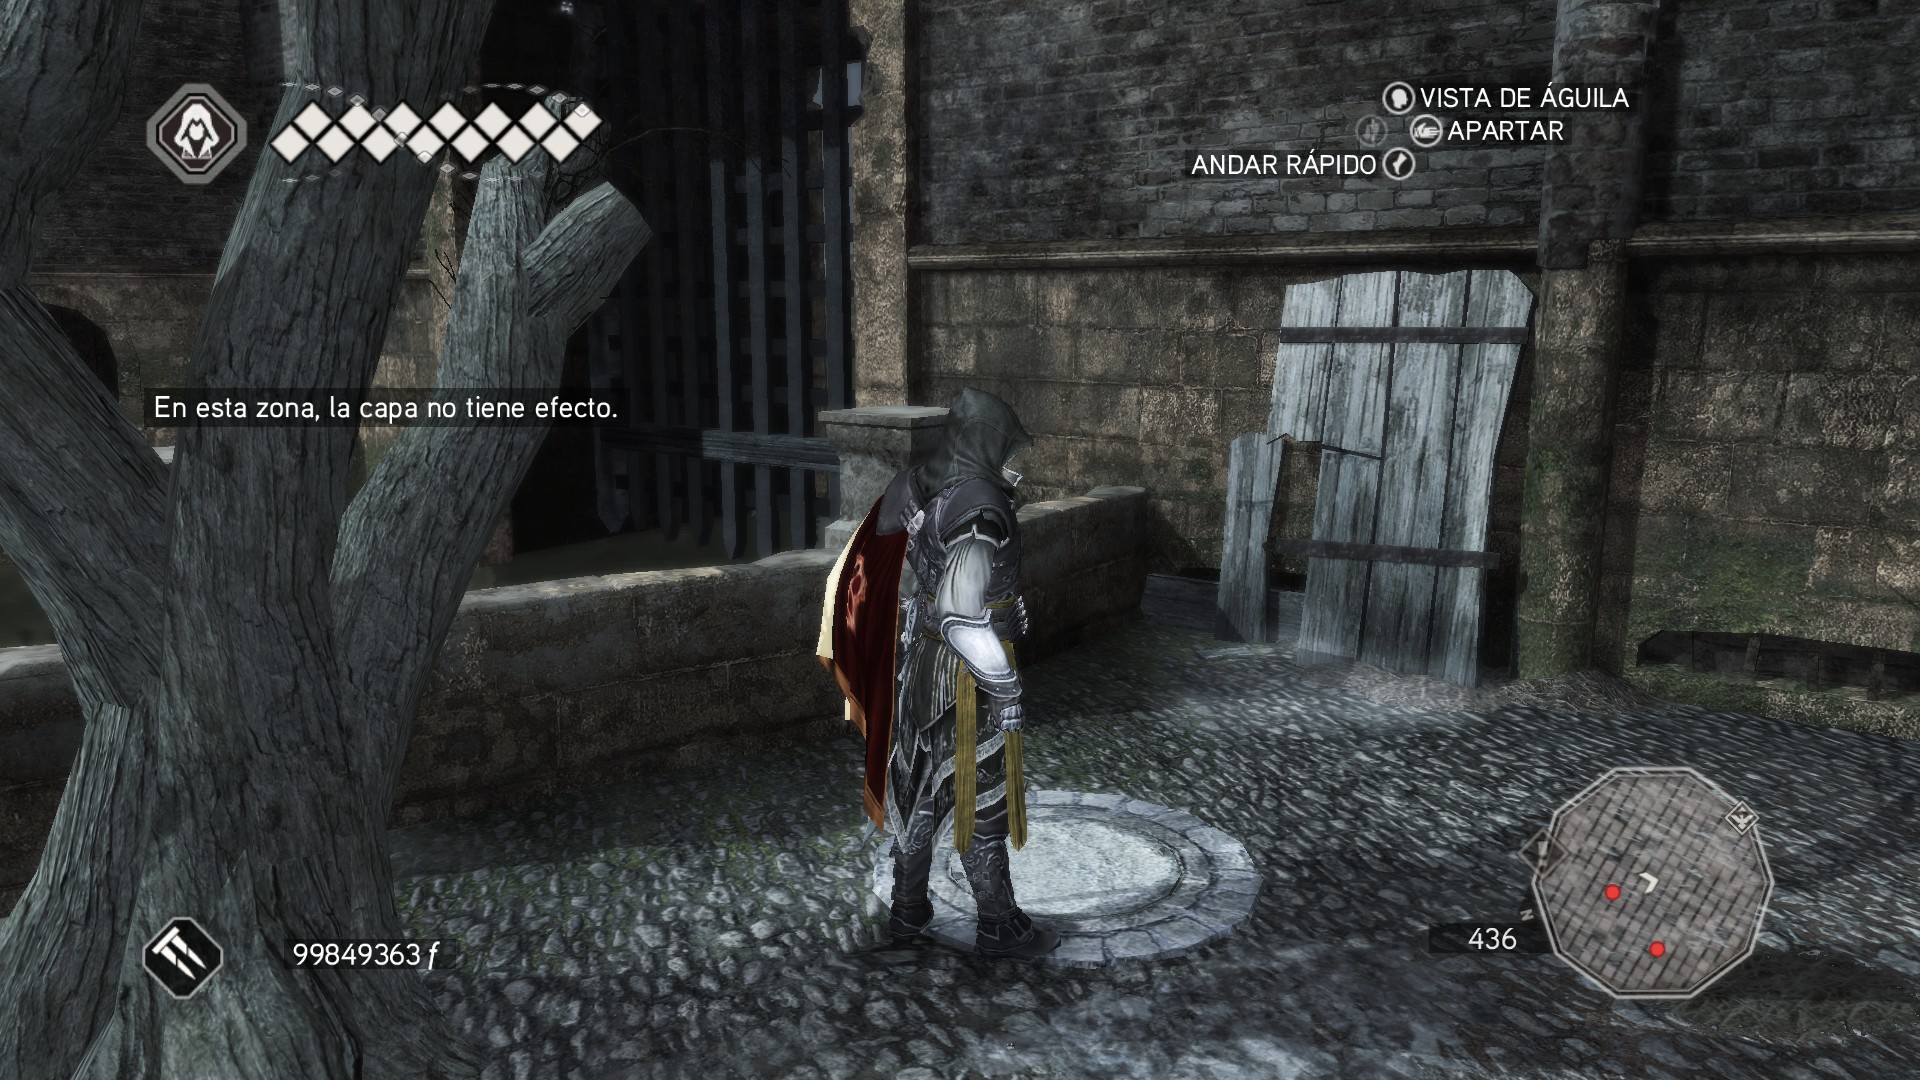 VISTA DE ÁGUILA
APARTAR
ANDAR RÁPIDO
En esta zona, la capa no tiene efecto.
99849363 f
436
N